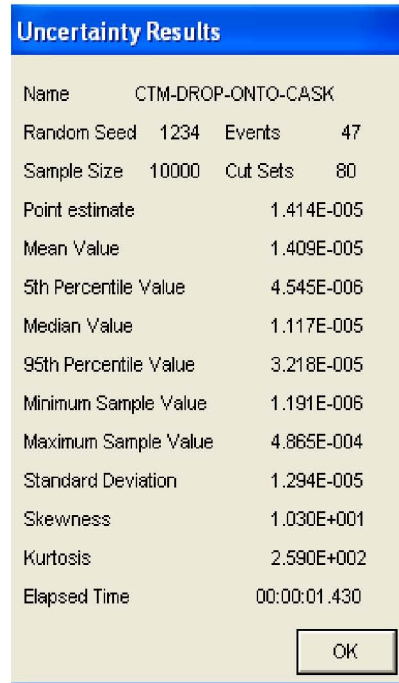 Uncertainty Results
Name CTM-DROP-ONTO-CASK
Random Seed 1234 Events 47
Sample Size 10000 Cut Sets 80
Point estimate 1.414E-005
Mean Value 1.409E-005
5th Percentile Value 4.545E-006
Median Value 1.117E-005
95th Percentile Value 3.218E-005
Minimum Sample Value 1.191E-006
Maximum Sample Value 4.865E-004
Standard Deviation 1.294E-005
Skewness 1.030E+001
Kurtosis 2.590E+002
Elapsed Time 00:00:01.430
OK